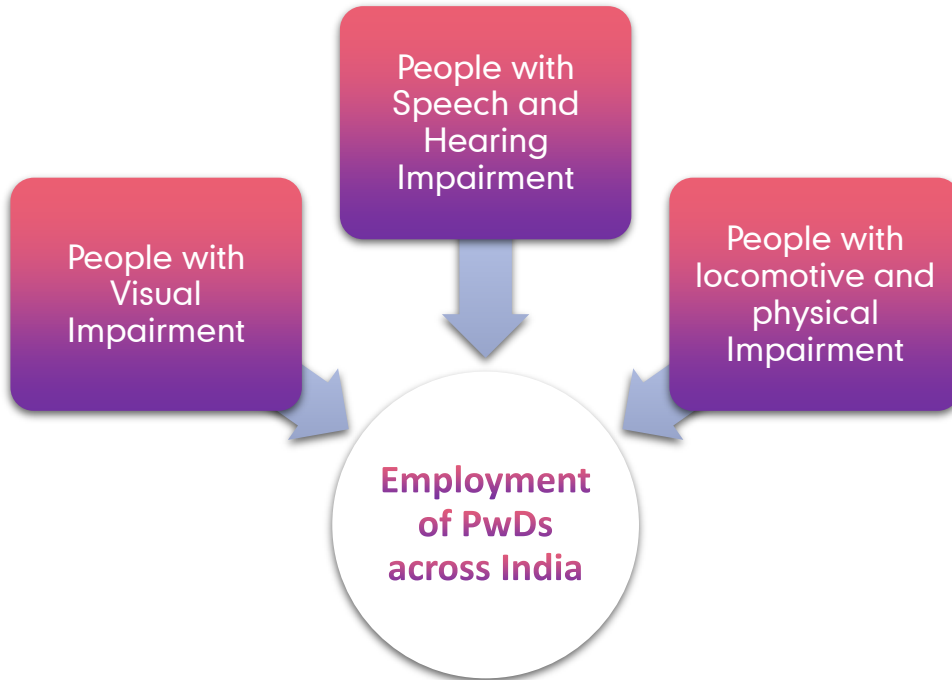 People with
Speech and
Hearing
Impairment
People with
Visual
Impairment
People with
locomotive and
physical
Impairment
Employment
of PwDs
across India